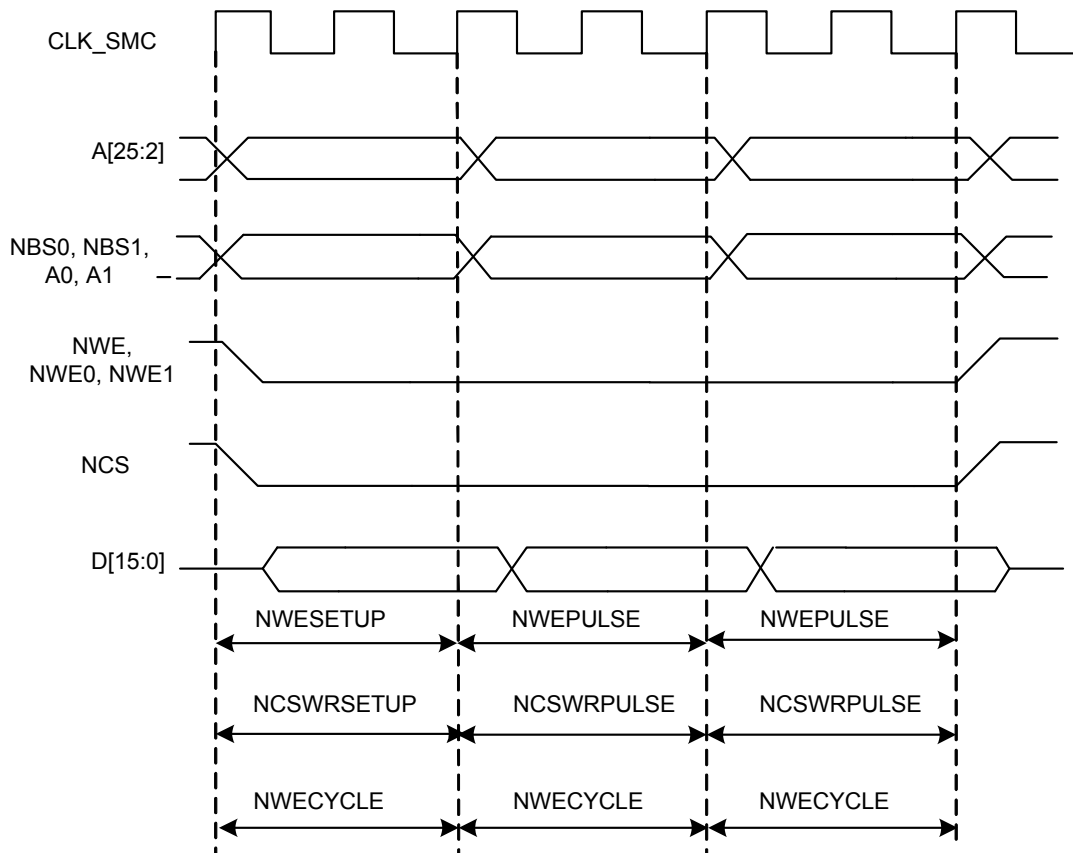 CLK_SMC
A[25:2]
NBS0, NBS1,
A0, A1
NWE,
NWE0, NWE1
NCS
D[15:0]
NWESETUP NWEPULSE NWEPULSE
NCSWRSETUP NCSWRPULSE NCSWRPULSE
NWECYCLE NWECYCLE NWECYCLE